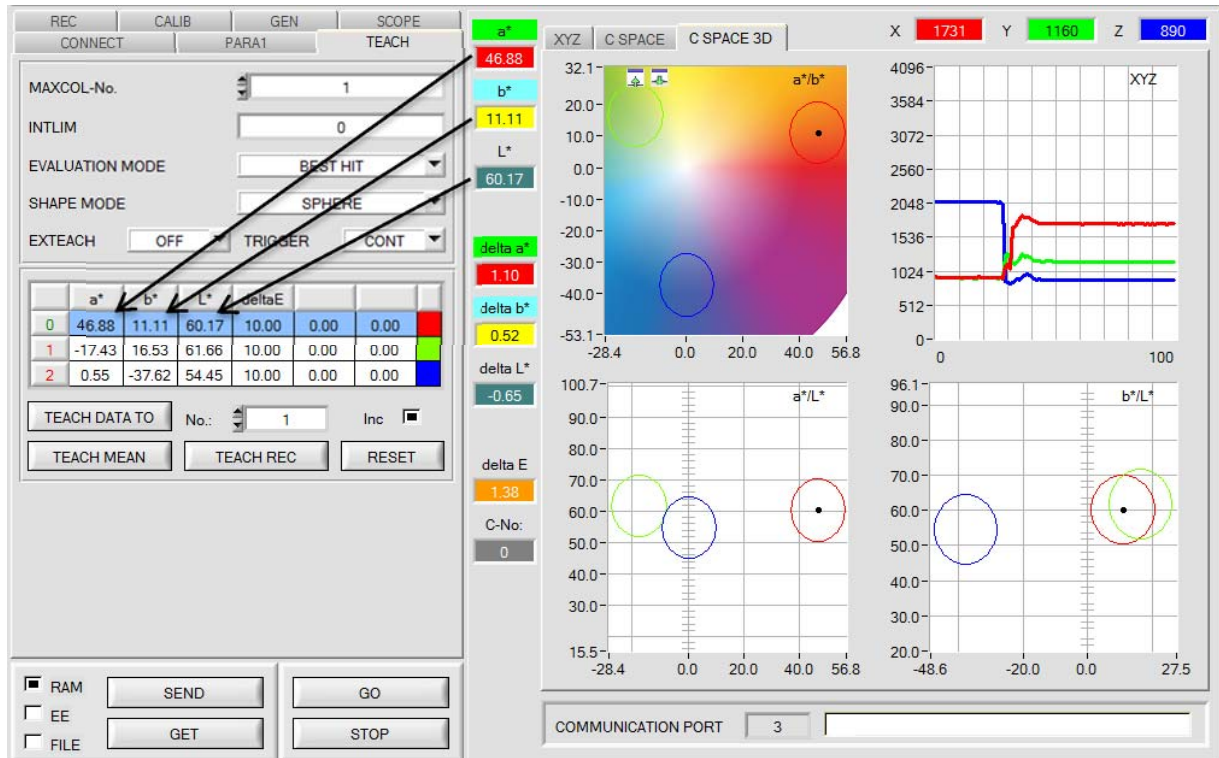 REC CALIB GEN SCOPE
CONNECT PARA1 TEACH
MAXCOL-No. 1
INTLIM 0
EVALUATION MODE BEST HIT
SHAPE MODE SPHERE
EXTEACH OFF TRIGGER CONT
a* b* L* deltaE
0 46.88 11.11 60.17 10.00 0.00 0.00
1 -17.43 16.53 61.66 10.00 0.00 0.00
2 0.55 -37.62 54.45 10.00 0.00 0.00
TEACH DATA TO No.: 1 Inc
TEACH MEAN TEACH REC RESET
RAM SEND GO
EE
GET STOP
FILE
a*
46.88
b*
11.11
L*
60.17
delta a*
1.10
delta b*
0.52
delta L*
-0.65
delta E
1.38
C-No:
0
XYZ C SPACE C SPACE 3D
X 1731 Y 1160 Z 890
a*/b*
32.1
20.0
10.0
0.0
-10.0
-20.0
-30.0
-40.0
-53.1
-28.4 0.0 20.0 40.0 56.8
XYZ
4096
3584
3072
2560
2048
1536
1024
512
0
0 100
a*/L*
100.7
90.0
80.0
70.0
60.0
50.0
40.0
30.0
15.5
-28.4 0.0 20.0 40.0 56.8
b*/L*
96.1
90.0
80.0
70.0
60.0
50.0
40.0
30.0
20.0
-48.6 -20.0 0.0 27.5
COMMUNICATION PORT 3